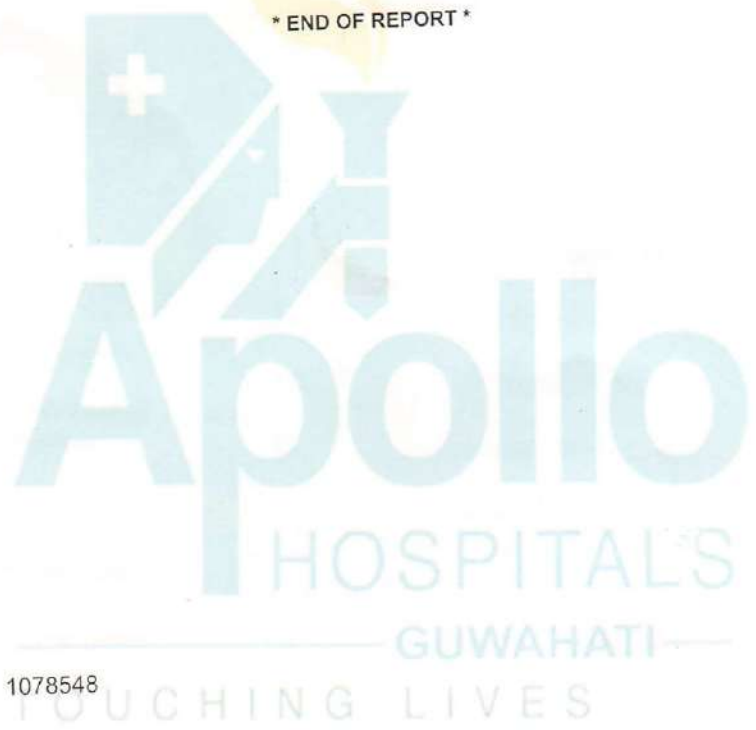 * END OF REPORT *
Apollo
HOSPITALS
GUWAHATI
1078548
TOUCHING LIVES